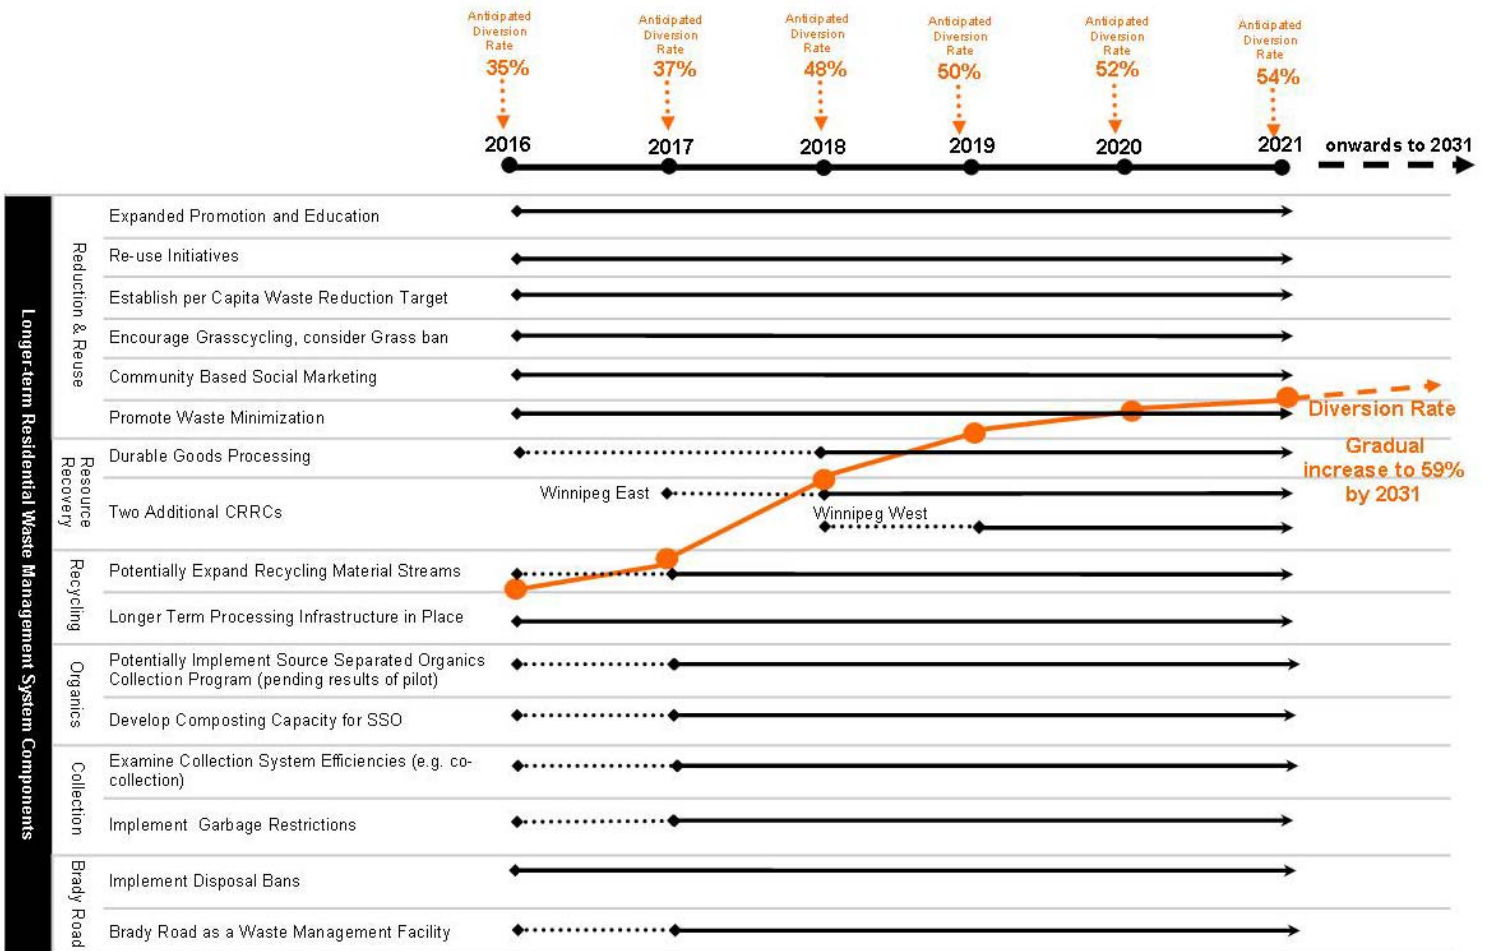 Anticipated
Diversion
Rate
35%
Anticipated
Diversion
Rate
37%
Anticipated
Diversion
Rate
48%
Anticipated
Diversion
Rate
50%
Anticipated
Diversion
Rate
52%
Anticipated
Diversion
Rate
54%
2016
2017
2018
2019
2020
2021
onwards to 2031
Longer-term Residential Waste Management System Components
Reduction & Reuse
Expanded Promotion and Education
Re-use Initiatives
Establish per Capita Waste Reduction Target
Encourage Grasscycling, consider Grass ban
Community Based Social Marketing
Promote Waste Minimization
Diversion Rate
Gradual
increase to 59%
by 2031
Resource
Recovery
Durable Goods Processing
Two Additional CRRCs
Winnipeg East
Winnipeg West
Recycling
Potentially Expand Recycling Material Streams
Longer Term Processing Infrastructure in Place
Organics
Potentially Implement Source Separated Organics
Collection Program (pending results of pilot)
Develop Composting Capacity for SSO
Collection
Examine Collection System Efficiencies (e.g. co-
collection)
Implement Garbage Restrictions
Brady Road
Implement Disposal Bans
Brady Road as a Waste Management Facility